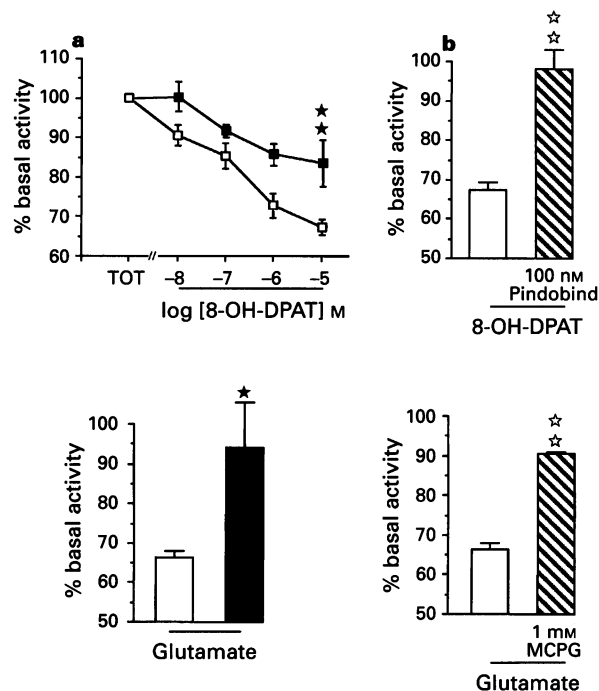 a
110
100
90
80
70
60
% basal activity
TOT
–8
–7
–6
–5
log [8-OH-DPAT] M
b
100
90
80
70
60
50
% basal activity
100 nM
Pindobind
8-OH-DPAT
100
90
80
70
60
50
% basal activity
Glutamate
100
90
80
70
60
50
% basal activity
1 mM
MCPG
Glutamate